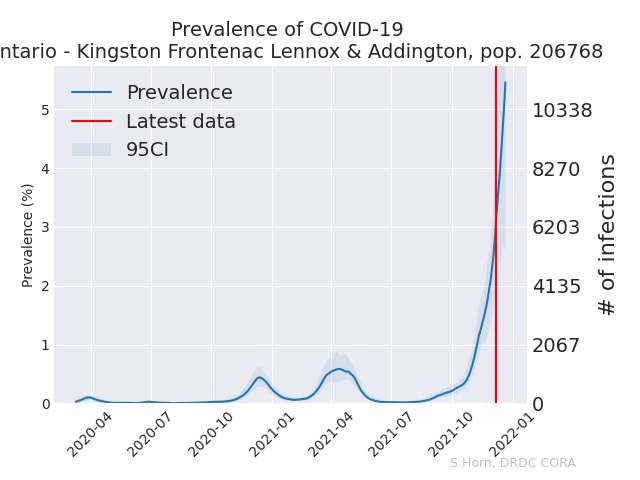 Prevalence of COVID-19
ntario - Kingston Frontenac Lennox & Addington, pop. 206768
Prevalence
Latest data
95CI
Prevalence (%)
5
4
3
2
1
0
10338
8270
6203
4135
2067
0
# of infections
2020-04
2020-07
2020-10
2021-01
2021-04
2021-07
2021-10
2022-01
S Horn, DRDC CORA